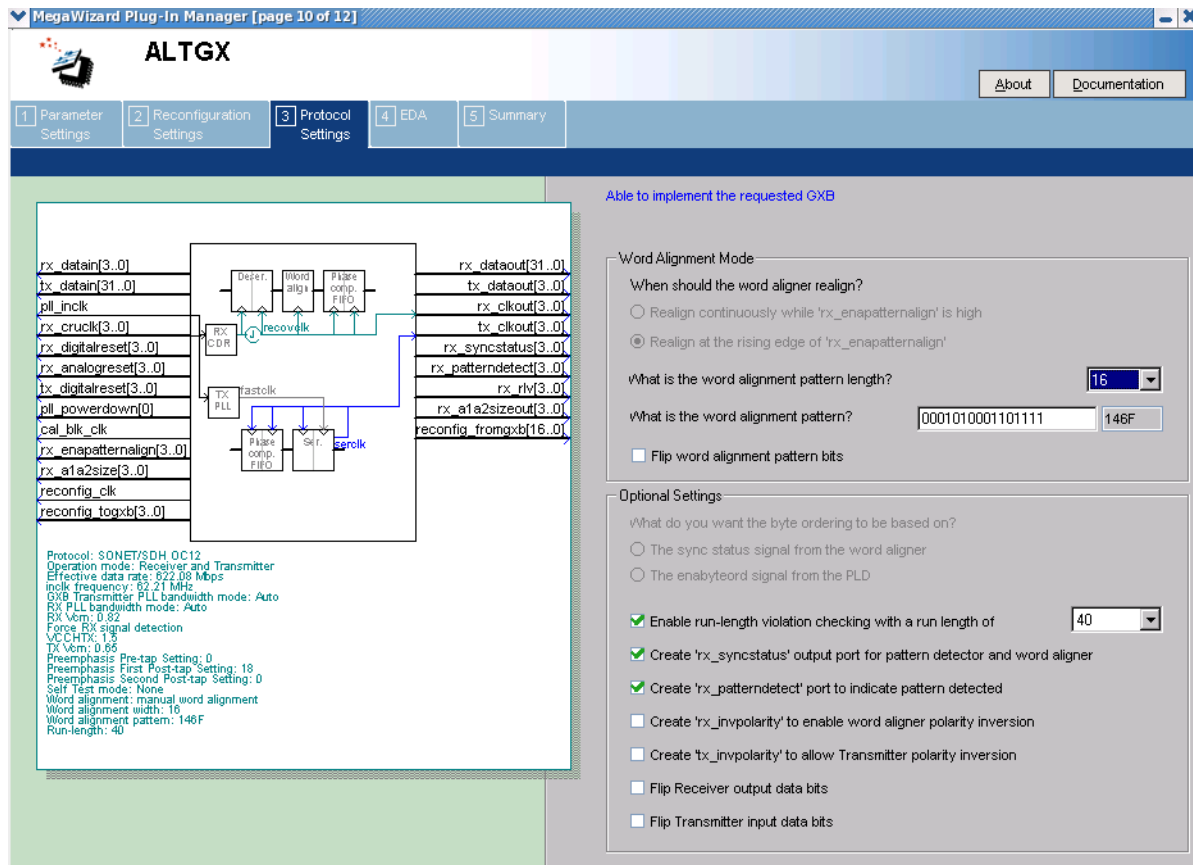 MegaWizard Plug-In Manager [page 10 of 12]
ALTGX
About
Documentation
1 Parameter Settings
2 Reconfiguration Settings
3 Protocol Settings
4 EDA
5 Summary
rx_datain[3..0]
tx_datain[31..0]
pll_inclk
rx_cruclk[3..0]
rx_digitalreset[3..0]
rx_analogreset[3..0]
tx_digitalreset[3..0]
pll_powerdown[0]
cal_blk_clk
rx_enapatternalign[3..0]
rx_a1a2size[3..0]
reconfig_clk
reconfig_togxb[3..0]
Deser.
Word align
Phase comp. FIFO
RX CDR
recovclk
TX PLL
fastclk
Phase comp. FIFO
Ser.
serclk
rx_dataout[31..0]
tx_dataout[3..0]
rx_clkout[3..0]
tx_clkout[3..0]
rx_syncstatus[3..0]
rx_patterndetect[3..0]
rx_rlv[3..0]
rx_a1a2sizeout[3..0]
reconfig_fromgxb[16..0]
Protocol: SONET/SDH OC12
Operation mode: Receiver and Transmitter
Effective data rate: 622.08 Mbps
inclk frequency: 62.21 MHz
GXB Transmitter PLL bandwidth mode: Auto
RX PLL bandwidth mode: Auto
RX Vcm: 0.82
Force RX signal detection
VCCHTX: 1.5
TX Vcm: 0.65
Preemphasis Pre-tap Setting: 0
Preemphasis First Post-tap Setting: 18
Preemphasis Second Post-tap Setting: 0
Self Test mode: None
Word alignment: manual word alignment
Word alignment width: 16
Word alignment pattern: 146F
Run-length: 40
Able to implement the requested GXB
Word Alignment Mode
When should the word aligner realign?
Realign continuously while 'rx_enapatternalign' is high
Realign at the rising edge of 'rx_enapatternalign'
What is the word alignment pattern length?
16
What is the word alignment pattern?
0001010001101111
146F
Flip word alignment pattern bits
Optional Settings
What do you want the byte ordering to be based on?
The sync status signal from the word aligner
The enabyteord signal from the PLD
Enable run-length violation checking with a run length of
40
Create 'rx_syncstatus' output port for pattern detector and word aligner
Create 'rx_patterndetect' port to indicate pattern detected
Create 'rx_invpolarity' to enable word aligner polarity inversion
Create 'tx_invpolarity' to allow Transmitter polarity inversion
Flip Receiver output data bits
Flip Transmitter input data bits